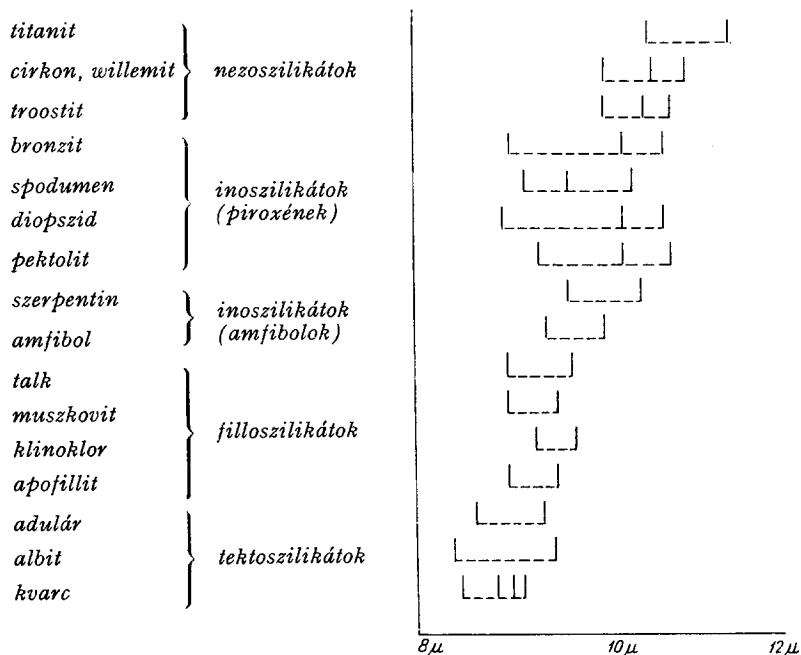 titanit
cirkon, willemit
troostit
nezoszilikátok
bronzit
spodumen
diopszid
pektolit
inoszilikátok
(piroxének)
szerpentin
amfibol
inoszilikátok
(amfibolok)
talk
muszkovit
klinoklor
apofillit
filloszilikátok
adulár
albit
kvarc
tektoszilikátok
8μ 10μ 12μ